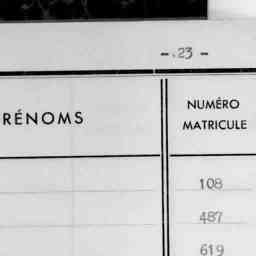 - 23 -
RÉNOMS
NUMÉRO
MATRICULE
108
487
619